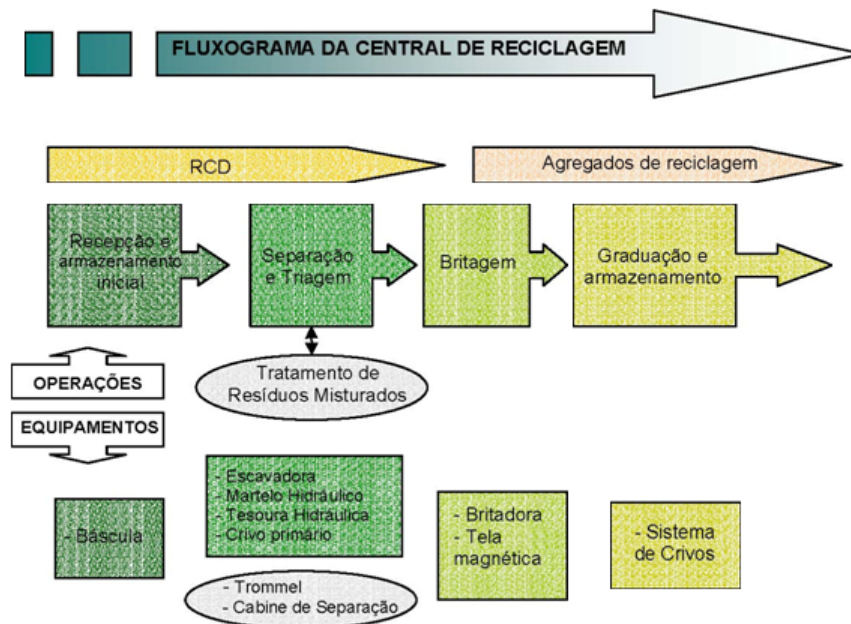 FLUXOGRAMA DA CENTRAL DE RECICLAGEM
RCD
Agregados de reciclagem
Recepção e
armazenamento
inicial
Separação
e Triagem
Britagem
Graduação e
armazenamento
OPERAÇÕES
Tratamento de
Resíduos Misturados
EQUIPAMENTOS
- Báscula
- Escavadora
- Martelo Hidráulico
- Tesoura Hidráulica
- Crivo primário
- Trommel
- Cabine de Separação
- Britadora
- Tela
magnética
- Sistema
de Crivos